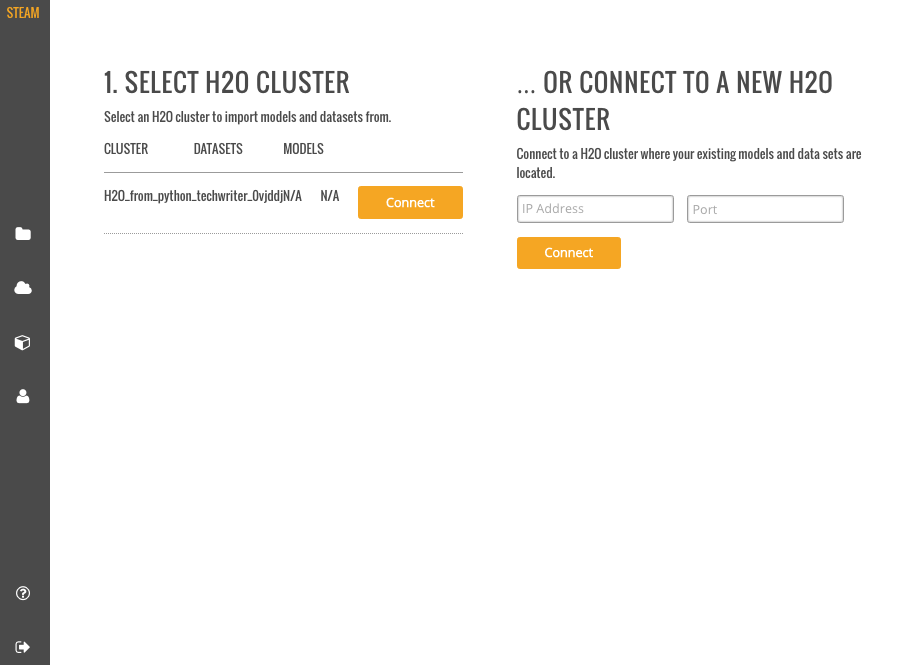 STEAM
1. SELECT H2O CLUSTER
Select an H2O cluster to import models and datasets from.
CLUSTER DATASETS MODELS
H2O_from_python_techwriter_0vjddjN/A N/A Connect
... OR CONNECT TO A NEW H2O
CLUSTER
Connect to a H2O cluster where your existing models and data sets are
located.
IP Address Port
Connect